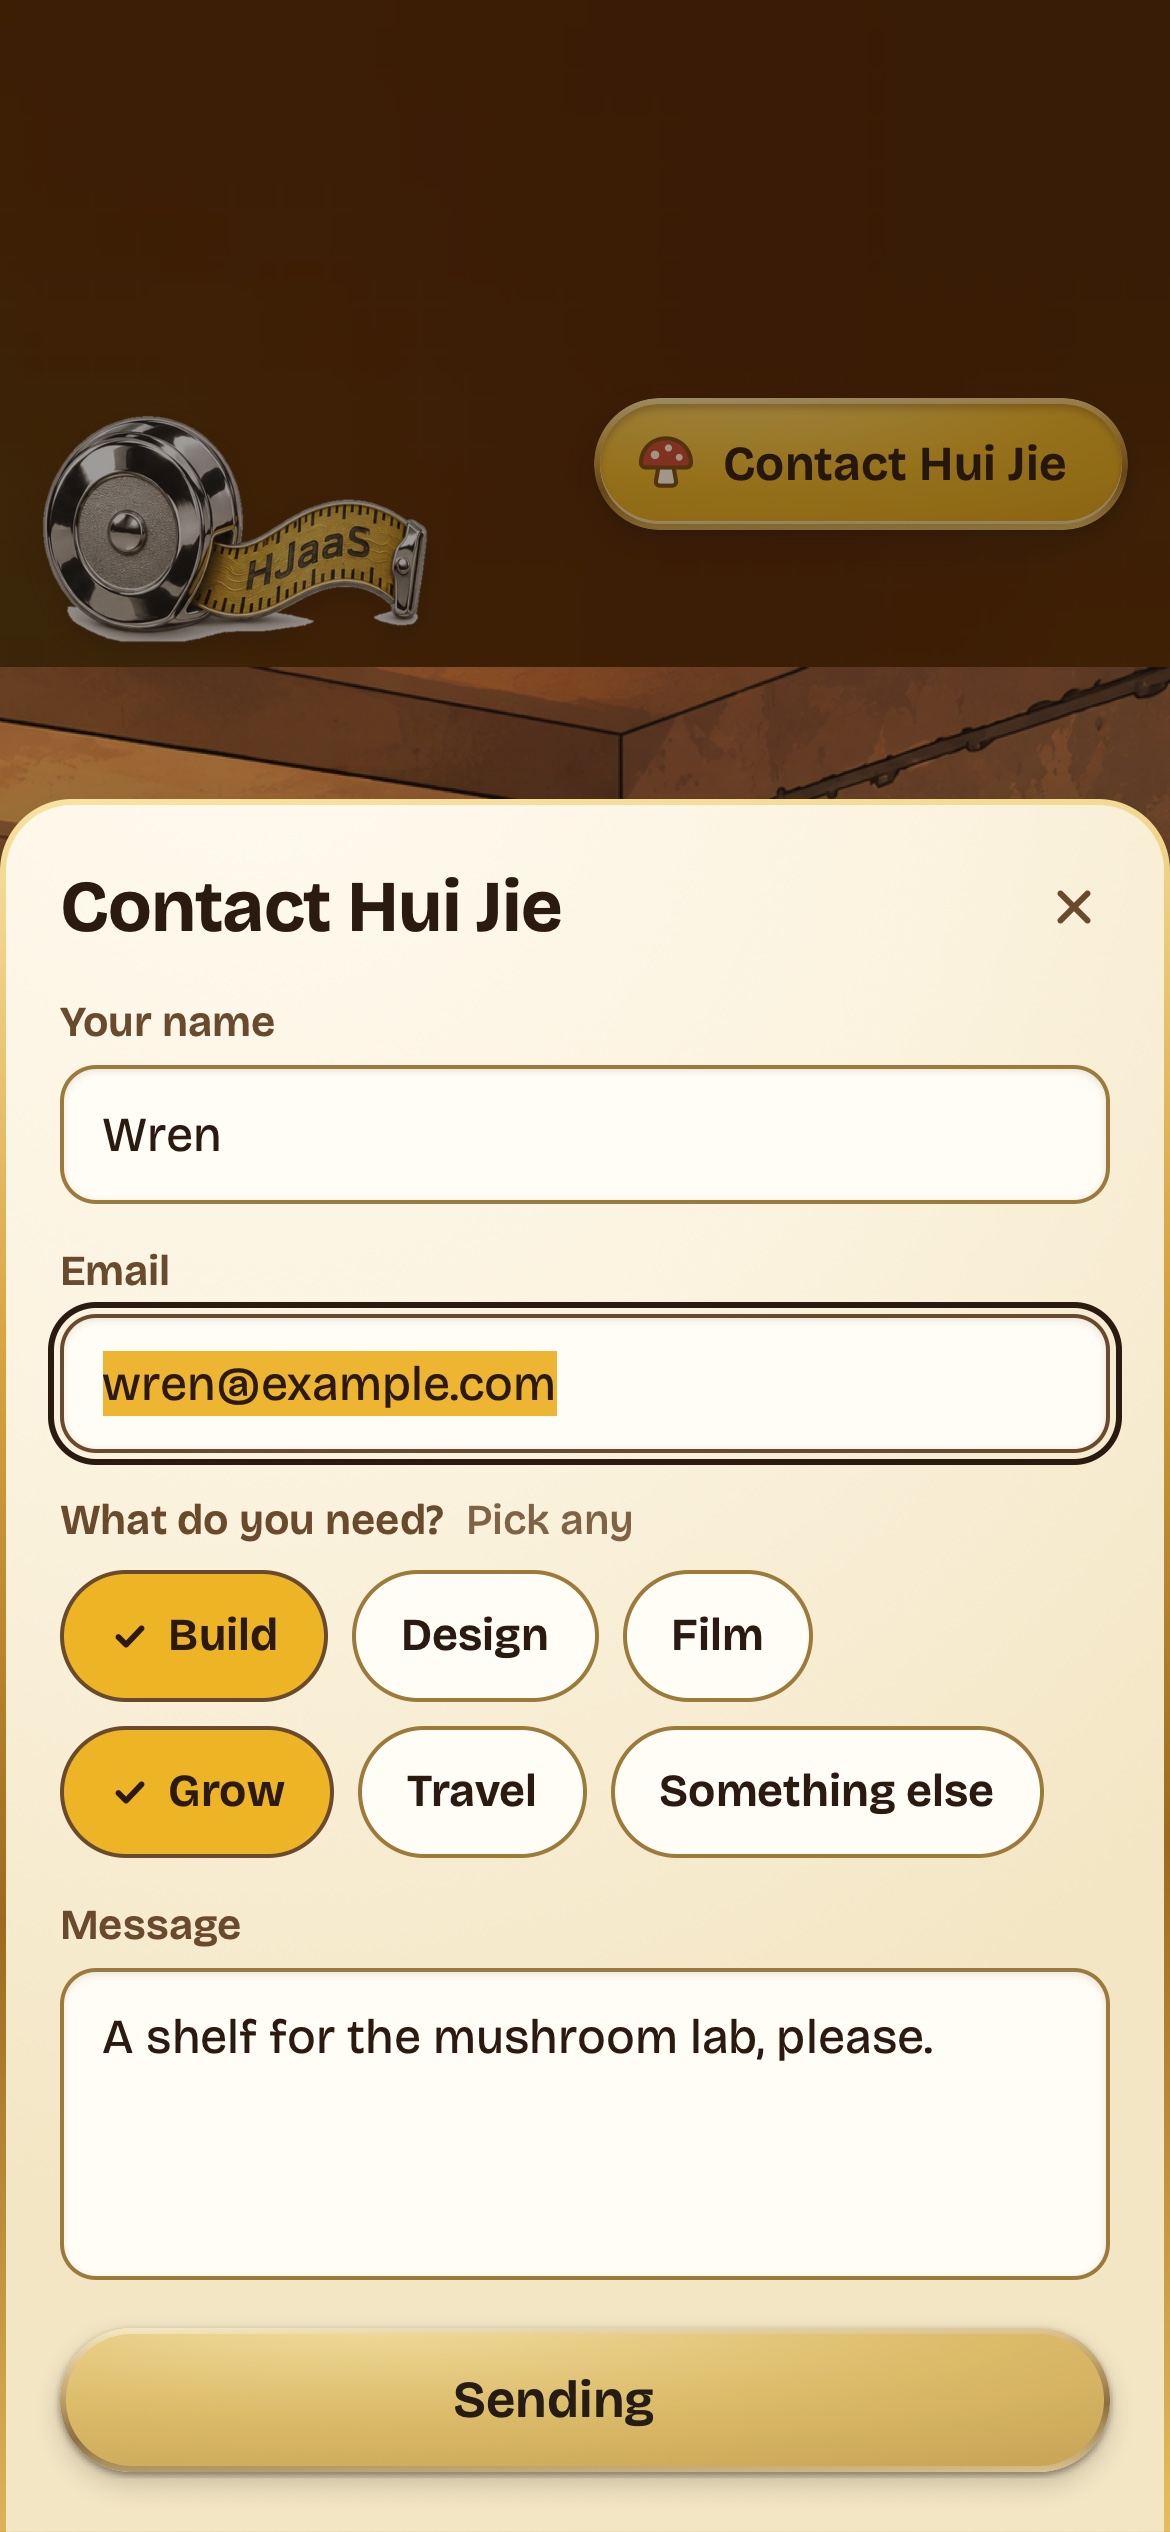 Contact Hui Jie
HJaaS
Contact Hui Jie
Your name
Wren
Email
wren@example.com
What do you need? Pick any
Build Design Film
Grow Travel Something else
Message
A shelf for the mushroom lab, please.
Sending